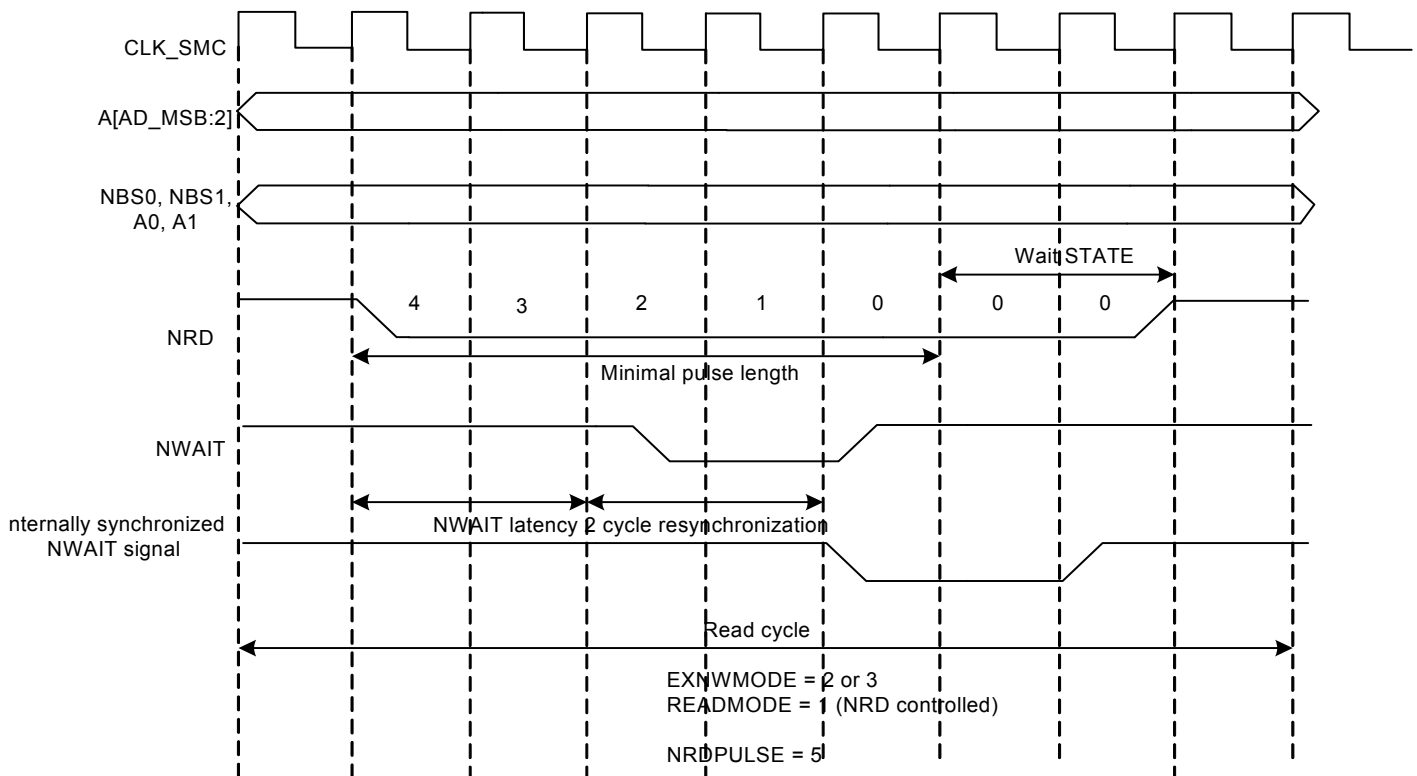 CLK_SMC
A[AD_MSB:2]
NBS0, NBS1,
A0, A1
Wait STATE
4 3 2 1 0 0 0
NRD
Minimal pulse length
NWAIT
NWAIT latency 2 cycle resynchronization
nternally synchronized
NWAIT signal
Read cycle
EXNWMODE = 2 or 3
READMODE = 1 (NRD controlled)
NRDPULSE = 5